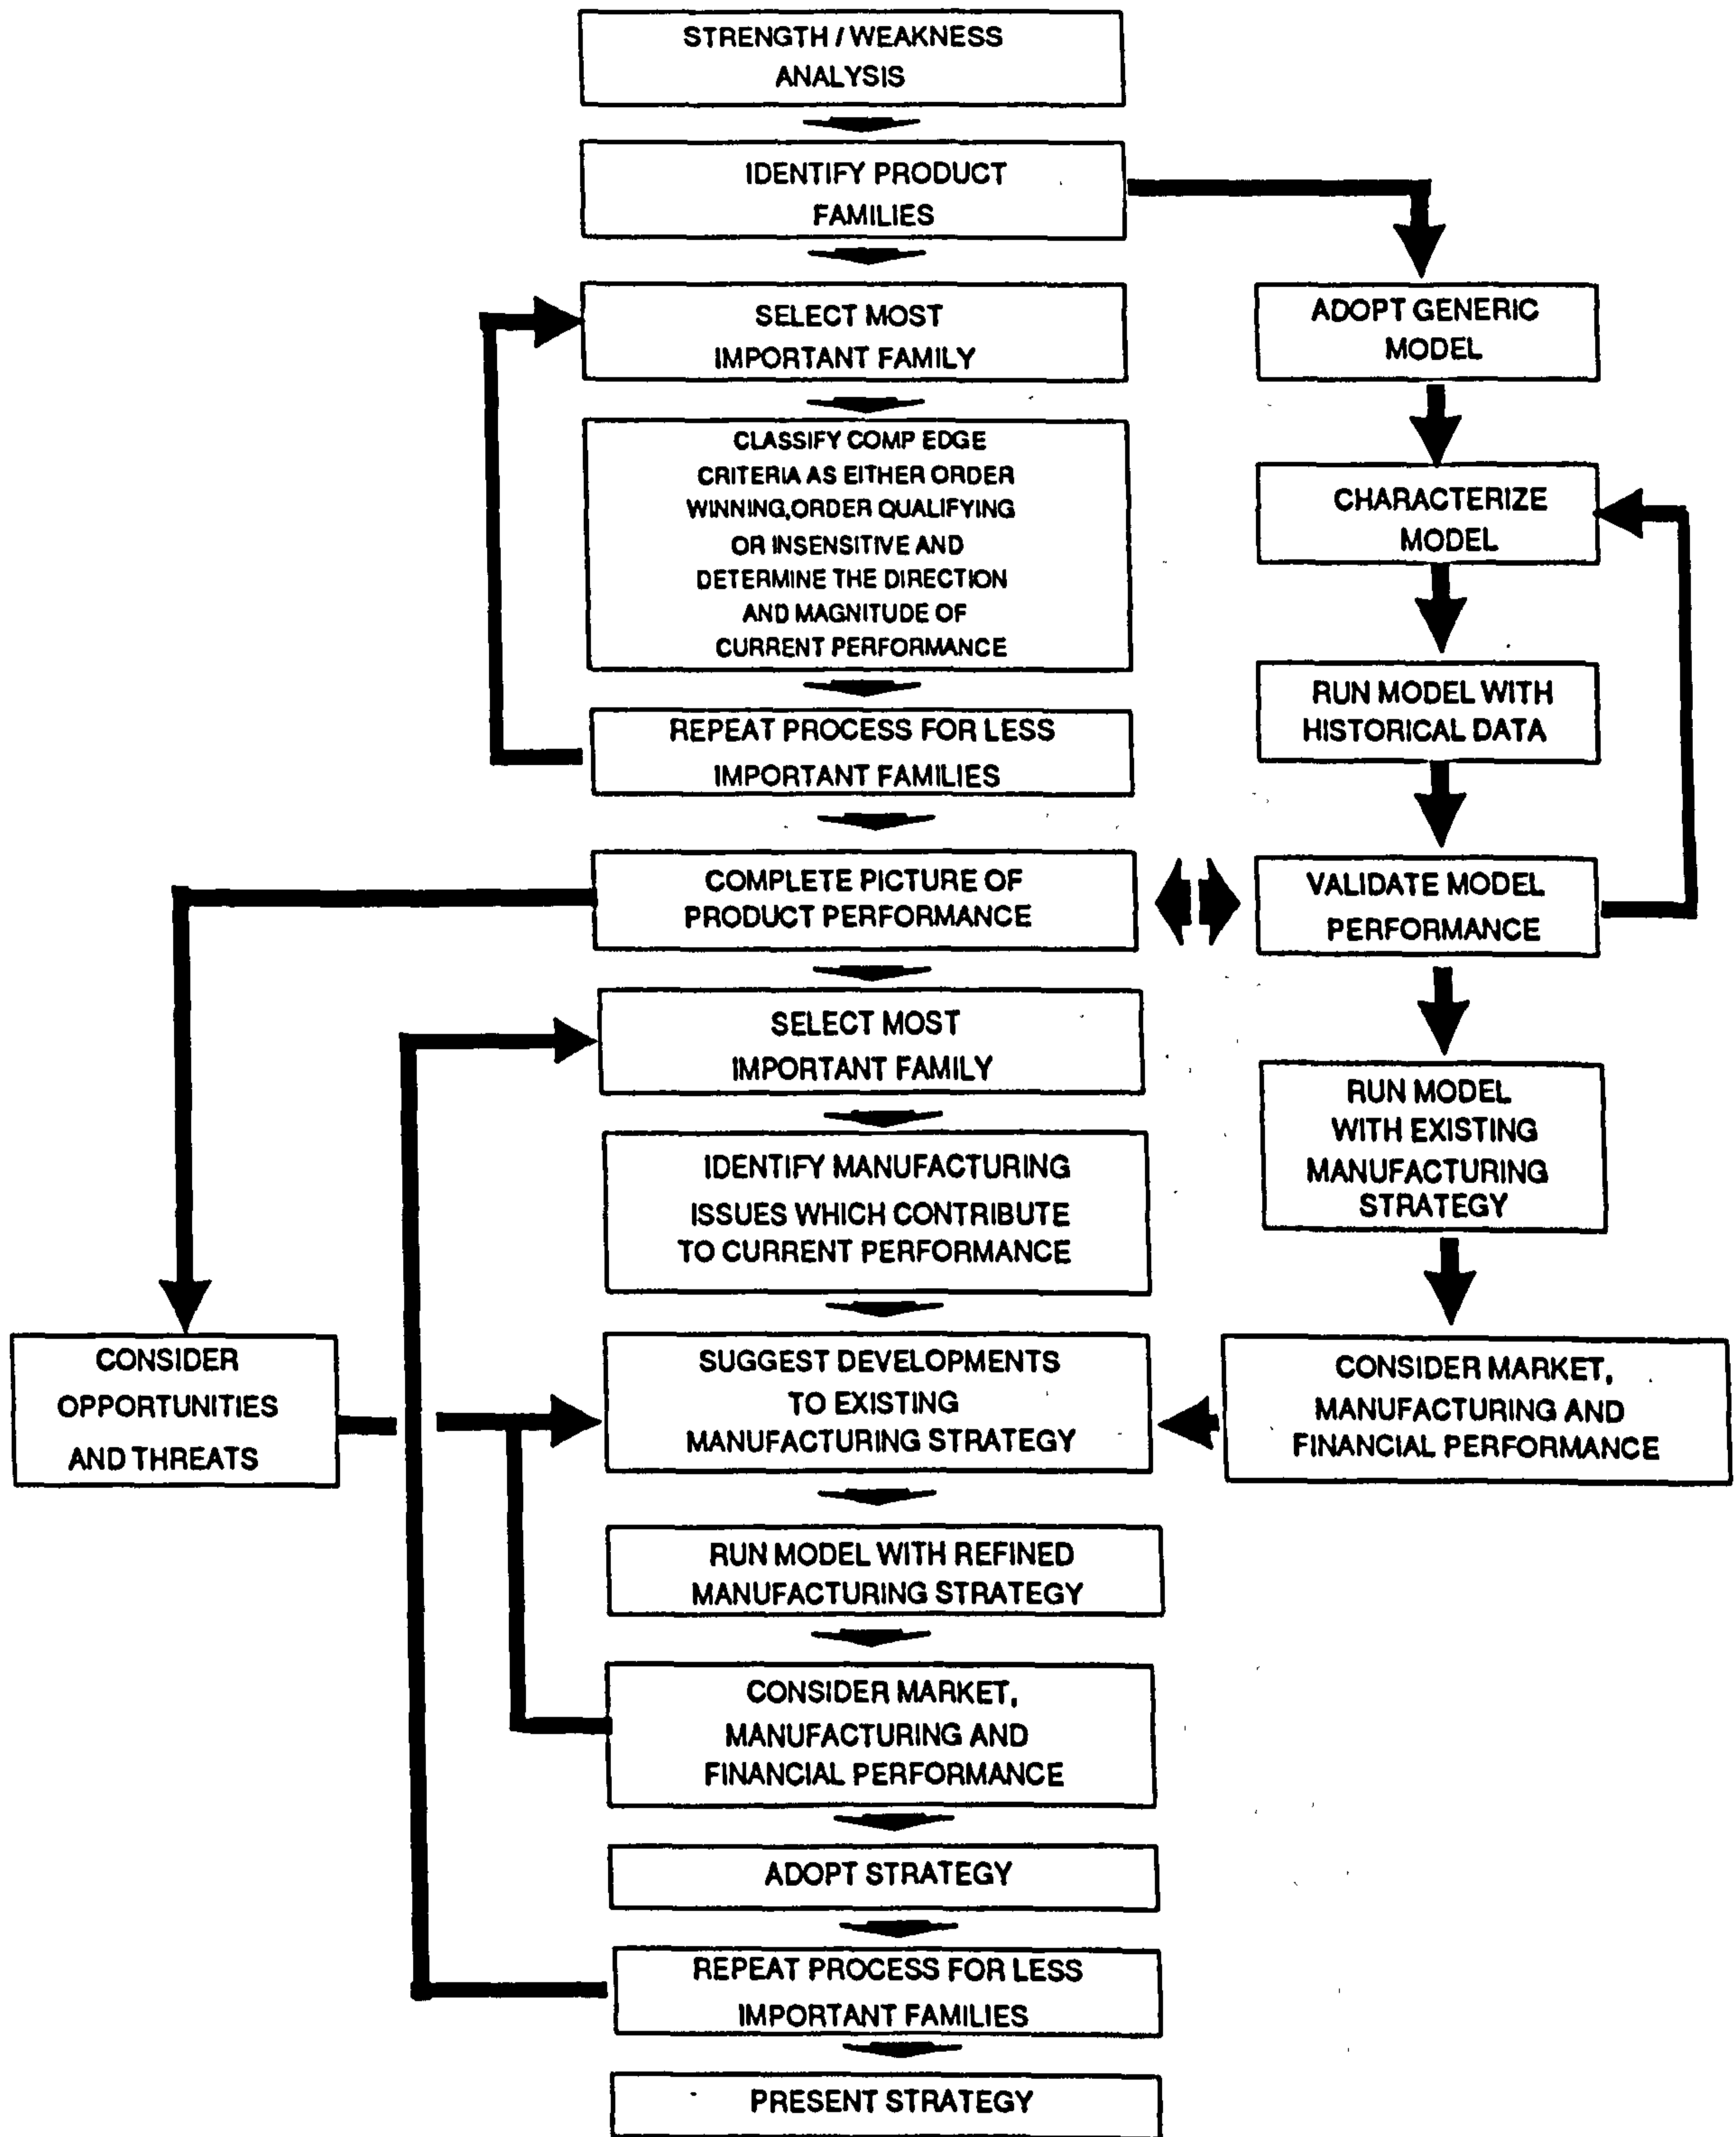 STRENGTH / WEAKNESS
ANALYSIS
IDENTIFY PRODUCT
FAMILIES
SELECT MOST
IMPORTANT FAMILY
CLASSIFY COMP EDGE
CRITERIA AS EITHER ORDER
WINNING,ORDER QUALIFYING
OR INSENSITIVE AND
DETERMINE THE DIRECTION
AND MAGNITUDE OF
CURRENT PERFORMANCE
REPEAT PROCESS FOR LESS
IMPORTANT FAMILIES
COMPLETE PICTURE OF
PRODUCT PERFORMANCE
SELECT MOST
IMPORTANT FAMILY
IDENTIFY MANUFACTURING
ISSUES WHICH CONTRIBUTE
TO CURRENT PERFORMANCE
SUGGEST DEVELOPMENTS
TO EXISTING
MANUFACTURING STRATEGY
RUN MODEL WITH REFINED
MANUFACTURING STRATEGY
CONSIDER MARKET,
MANUFACTURING AND
FINANCIAL PERFORMANCE
ADOPT STRATEGY
REPEAT PROCESS FOR LESS
IMPORTANT FAMILIES
PRESENT STRATEGY
ADOPT GENERIC
MODEL
CHARACTERIZE
MODEL
RUN MODEL WITH
HISTORICAL DATA
VALIDATE MODEL
PERFORMANCE
RUN MODEL
WITH EXISTING
MANUFACTURING
STRATEGY
CONSIDER MARKET,
MANUFACTURING AND
FINANCIAL PERFORMANCE
CONSIDER
OPPORTUNITIES
AND THREATS